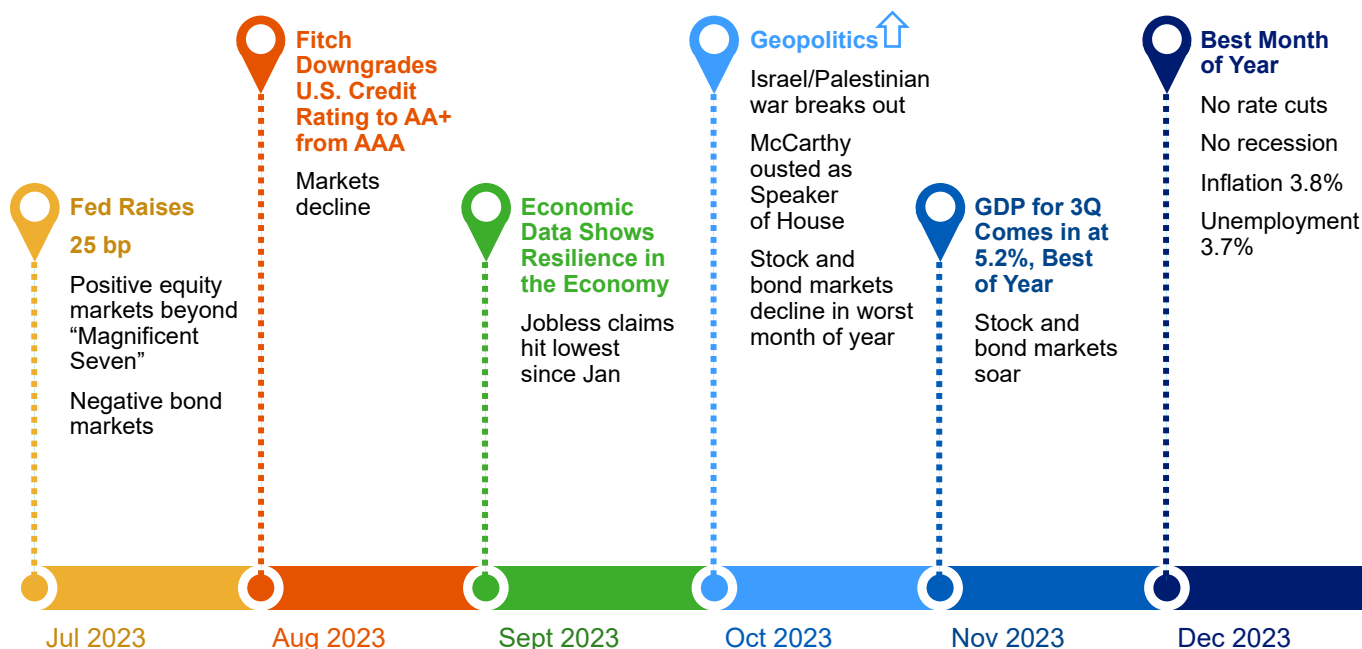 Fed Raises
25 bp
Positive equity
markets beyond
“Magnificent
Seven”
Negative bond
markets
Jul 2023
Fitch
Downgrades
U.S. Credit
Rating to AA+
from AAA
Markets
decline
Aug 2023
Economic
Data Shows
Resilience in
the Economy
Jobless claims
hit lowest
since Jan
Sept 2023
Geopolitics
Israel/Palestinian
war breaks out
McCarthy
ousted as
Speaker
of House
Stock and
bond markets
decline in worst
month of year
Oct 2023
GDP for 3Q
Comes in at
5.2%, Best
of Year
Stock and
bond markets
soar
Nov 2023
Best Month
of Year
No rate cuts
No recession
Inflation 3.8%
Unemployment
3.7%
Dec 2023